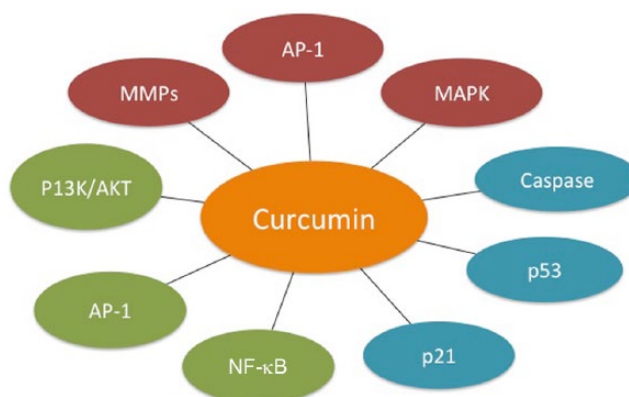 AP-1
MMPs
MAPK
P13K/AKT
Caspase
Curcumin
p53
AP-1
p21
NF-κB